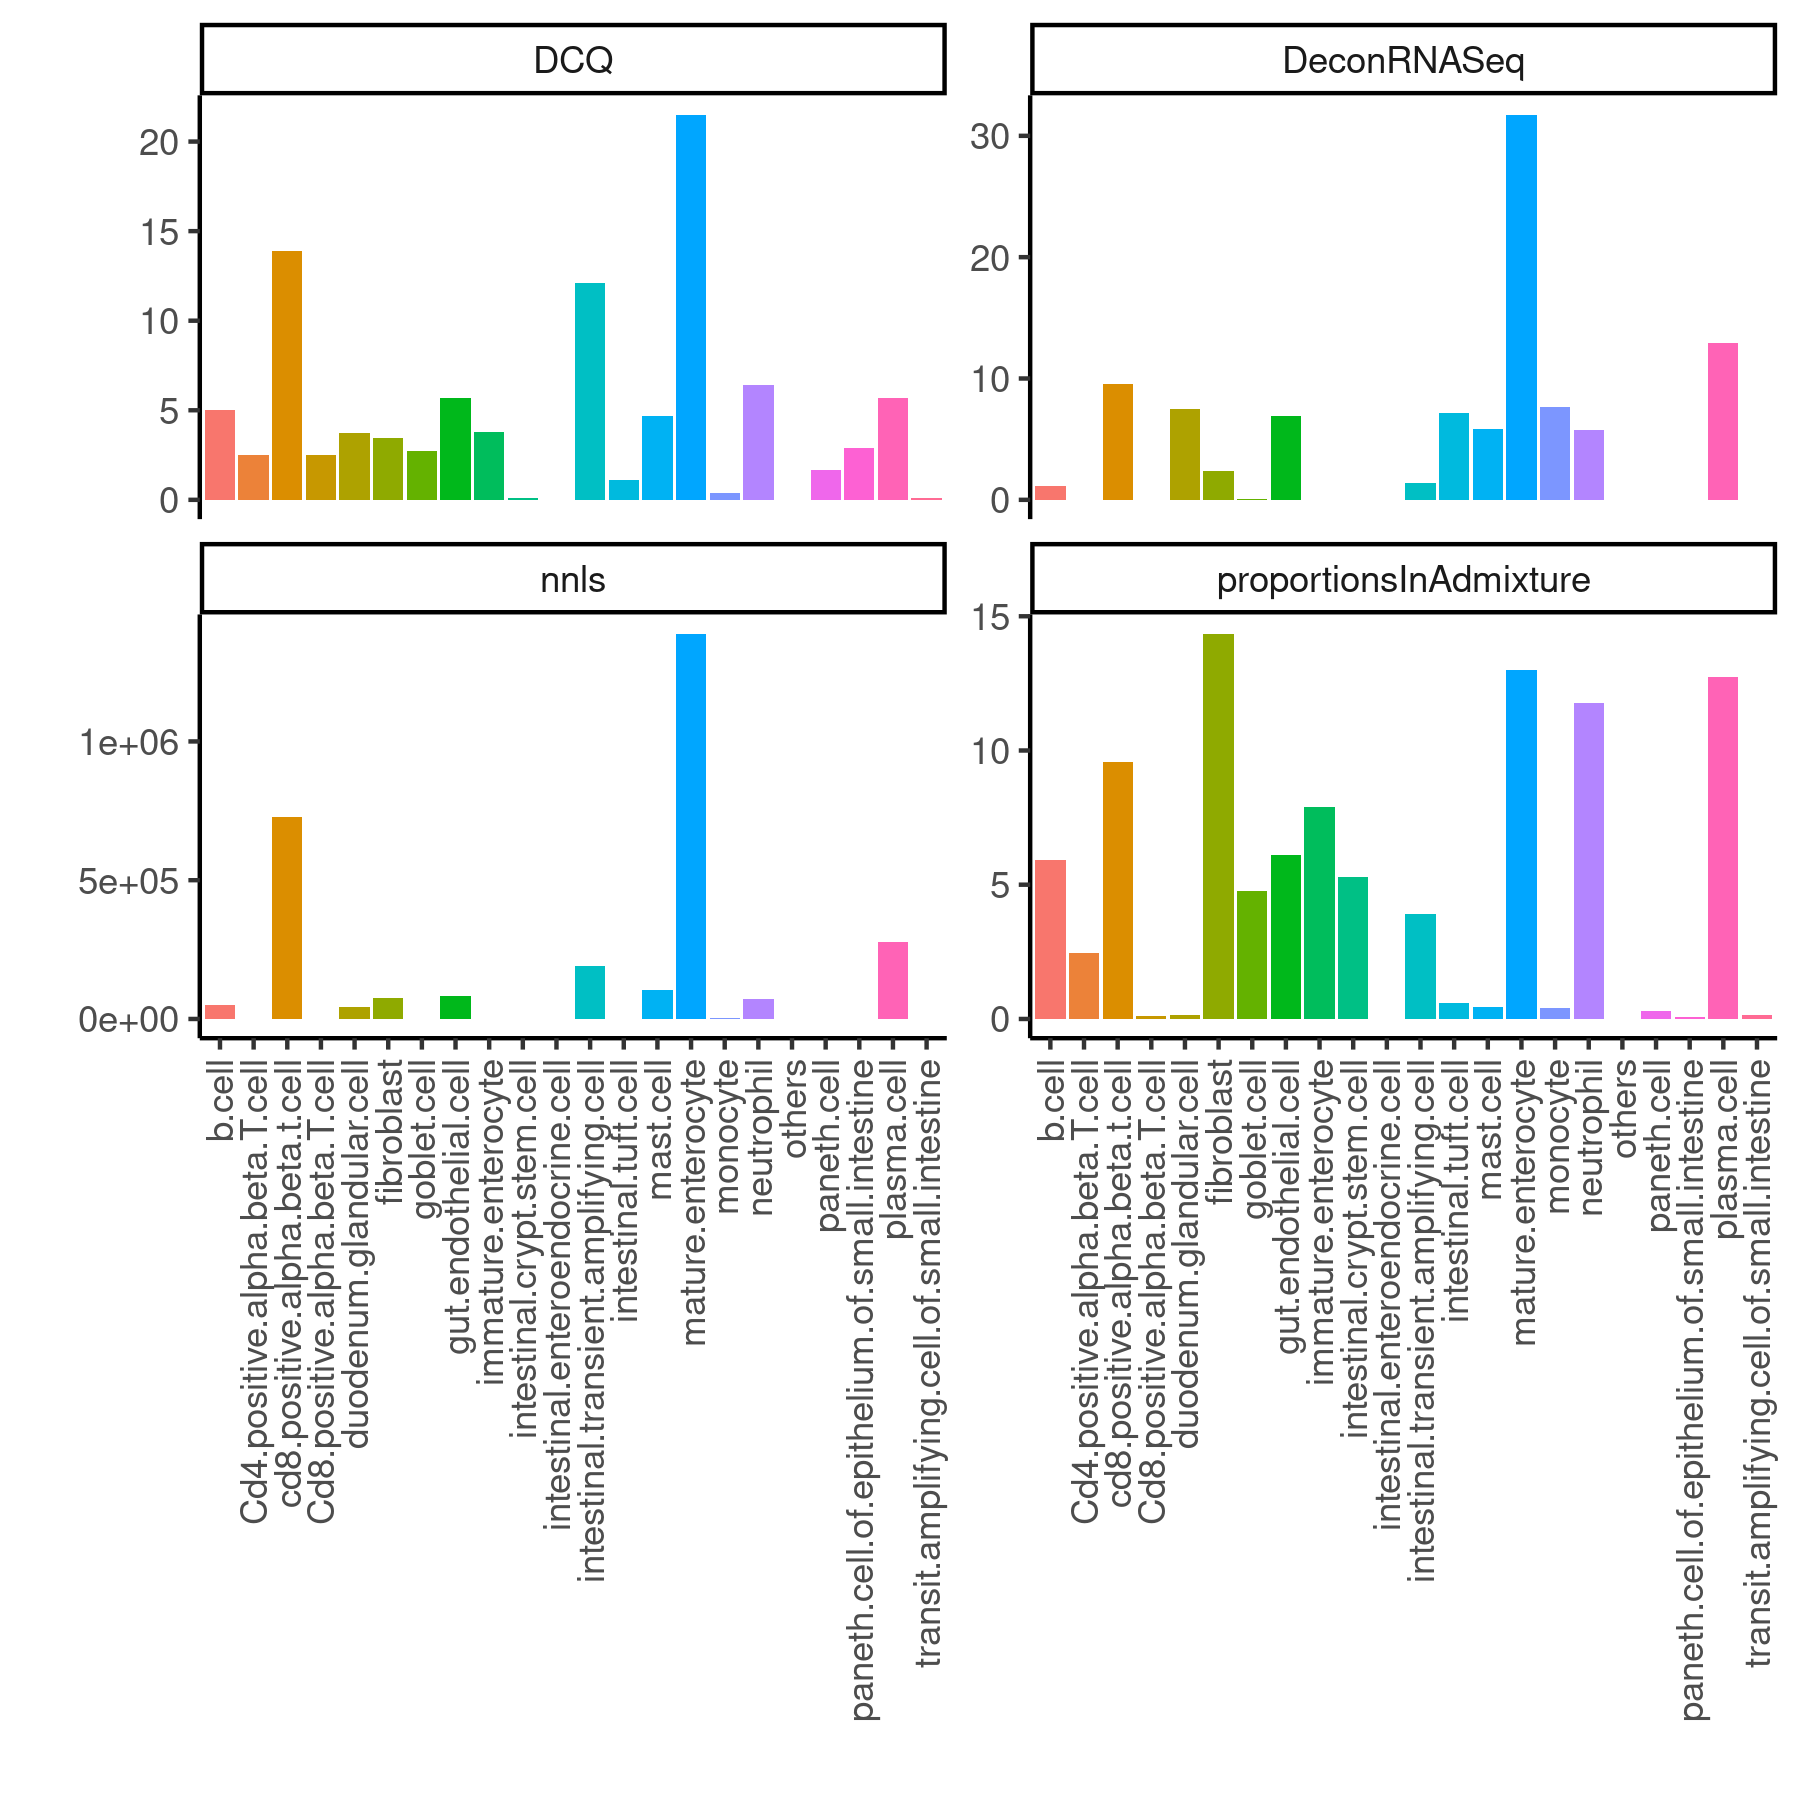 DCQ
DeconRNASeq
20
15
10
5
0
30
20
10
0
nnls
proportionsInAdmixture
1e+06
5e+05
0e+00
15
10
5
0
b.cell
Cd4.positive.alpha.beta.T.cell
cd8.positive.alpha.beta.t.cell
Cd8.positive.alpha.beta.T.cell
duodenum.glandular.cell
fibroblast
goblet.cell
gut.endothelial.cell
immature.enterocyte
intestinal.crypt.stem.cell
intestinal.enteroendocrine.cell
intestinal.transient.amplifying.cell
intestinal.tuft.cell
mast.cell
mature.enterocyte
monocyte
neutrophil
others
paneth.cell
paneth.cell.of.epithelium.of.small.intestine
plasma.cell
transit.amplifying.cell.of.small.intestine
b.cell
Cd4.positive.alpha.beta.T.cell
cd8.positive.alpha.beta.t.cell
Cd8.positive.alpha.beta.T.cell
duodenum.glandular.cell
fibroblast
goblet.cell
gut.endothelial.cell
immature.enterocyte
intestinal.crypt.stem.cell
intestinal.enteroendocrine.cell
intestinal.transient.amplifying.cell
intestinal.tuft.cell
mast.cell
mature.enterocyte
monocyte
neutrophil
others
paneth.cell
paneth.cell.of.epithelium.of.small.intestine
plasma.cell
transit.amplifying.cell.of.small.intestine